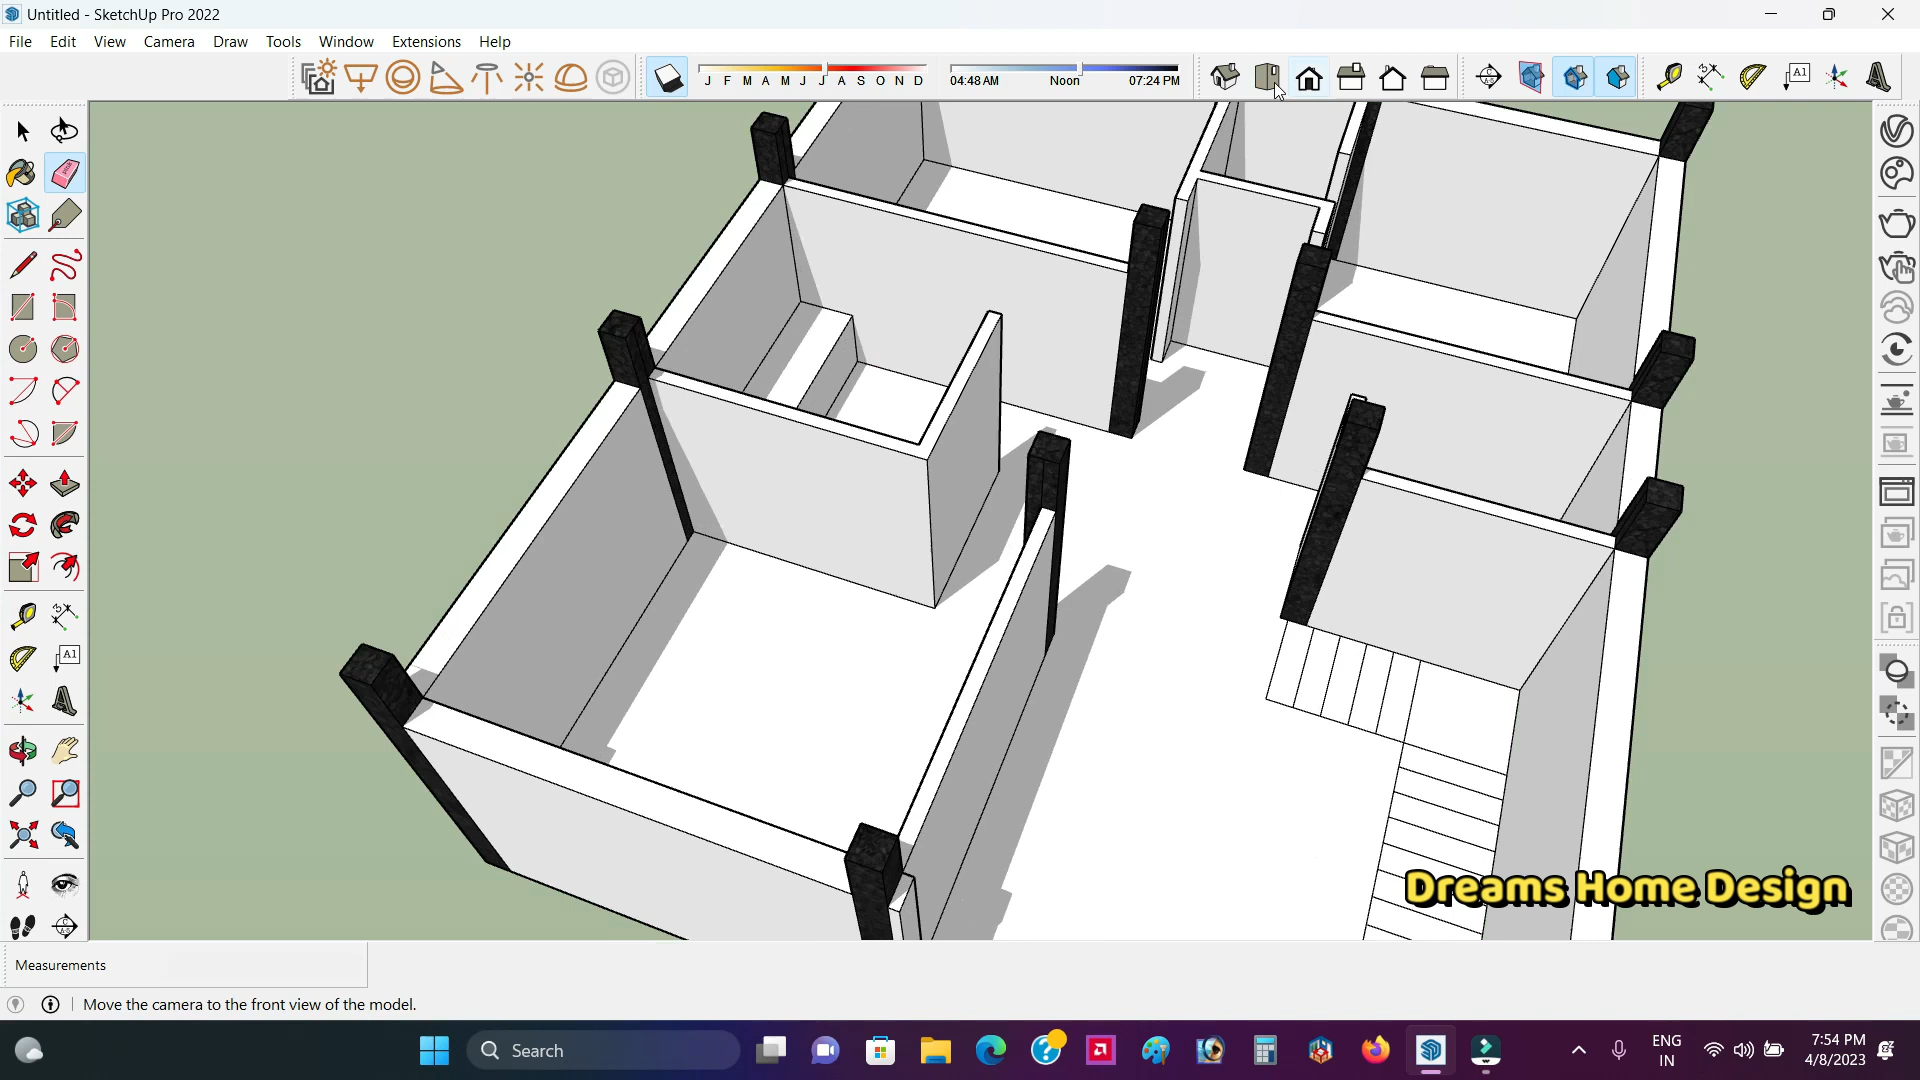 Untitled - SketchUp Pro 2022
File Edit View Camera Draw Tools Window Extensions Help
J F M A M J J A S O N D
04:48 AM Noon 07:24 PM
A1
A1
Dreams Home Design
Measurements
Move the camera to the front view of the model.
Search
ENG
IN
7:54 PM
4/8/2023